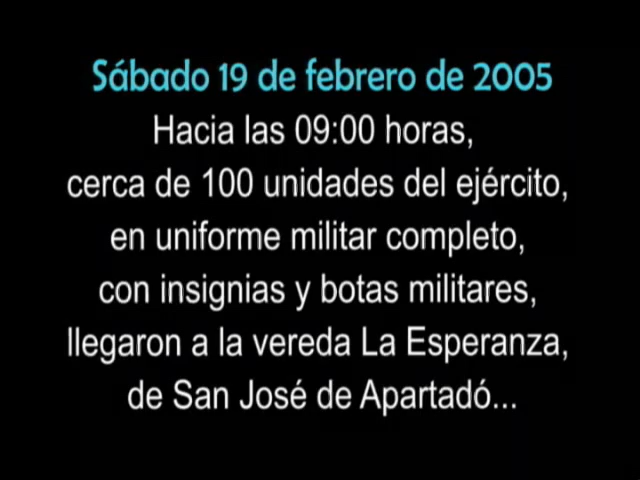 Sábado 19 de febrero de 2005
Hacia las 09:00 horas,
cerca de 100 unidades del ejército,
en uniforme militar completo,
con insignias y botas militares,
llegaron a la vereda La Esperanza,
de San José de Apartadó...